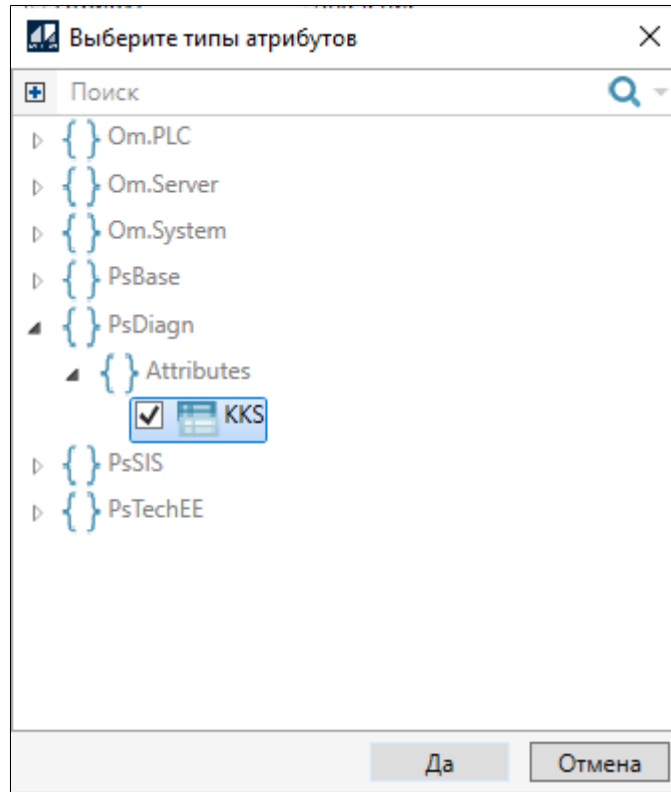 Выберите типы атрибутов
Поиск
Om.PLC
Om.Server
Om.System
PsBase
PsDiagn
Attributes
KKS
PsSIS
PsTechEE
Да Отмена